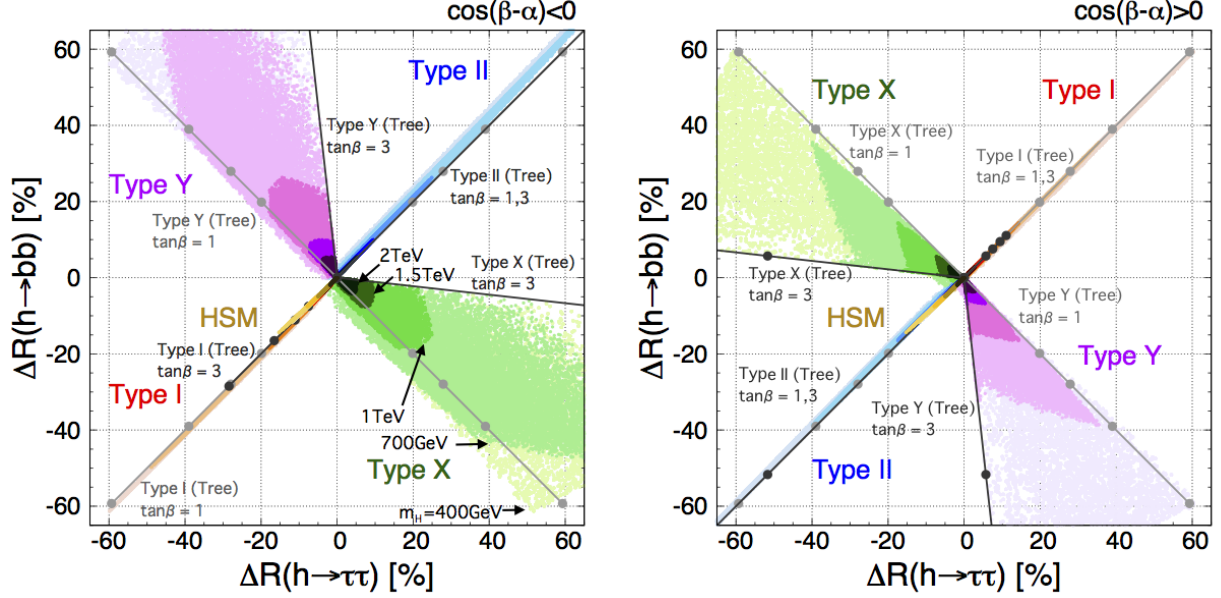 cos(β-α)<0
ΔR(h→bb) [%]
60
40
20
0
-20
-40
-60
Type II
Type Y (Tree)
tanβ = 3
Type Y
Type II (Tree)
tanβ = 1,3
Type Y (Tree)
tanβ = 1
2TeV
1.5TeV
Type X (Tree)
tanβ = 3
HSM
Type I (Tree)
tanβ = 3
Type I
1TeV
700GeV
Type X
Type I (Tree)
tanβ = 1
mH=400GeV
-60 -40 -20 0 20 40 60
ΔR(h→ττ) [%]
cos(β-α)>0
ΔR(h→bb) [%]
60
40
20
0
-20
-40
-60
Type X
Type I
Type X (Tree)
tanβ = 1
Type I (Tree)
tanβ = 1,3
Type X (Tree)
tanβ = 3
Type Y (Tree)
tanβ = 1
HSM
Type Y
Type II (Tree)
tanβ = 1,3
Type Y (Tree)
tanβ = 3
Type II
-60 -40 -20 0 20 40 60
ΔR(h→ττ) [%]